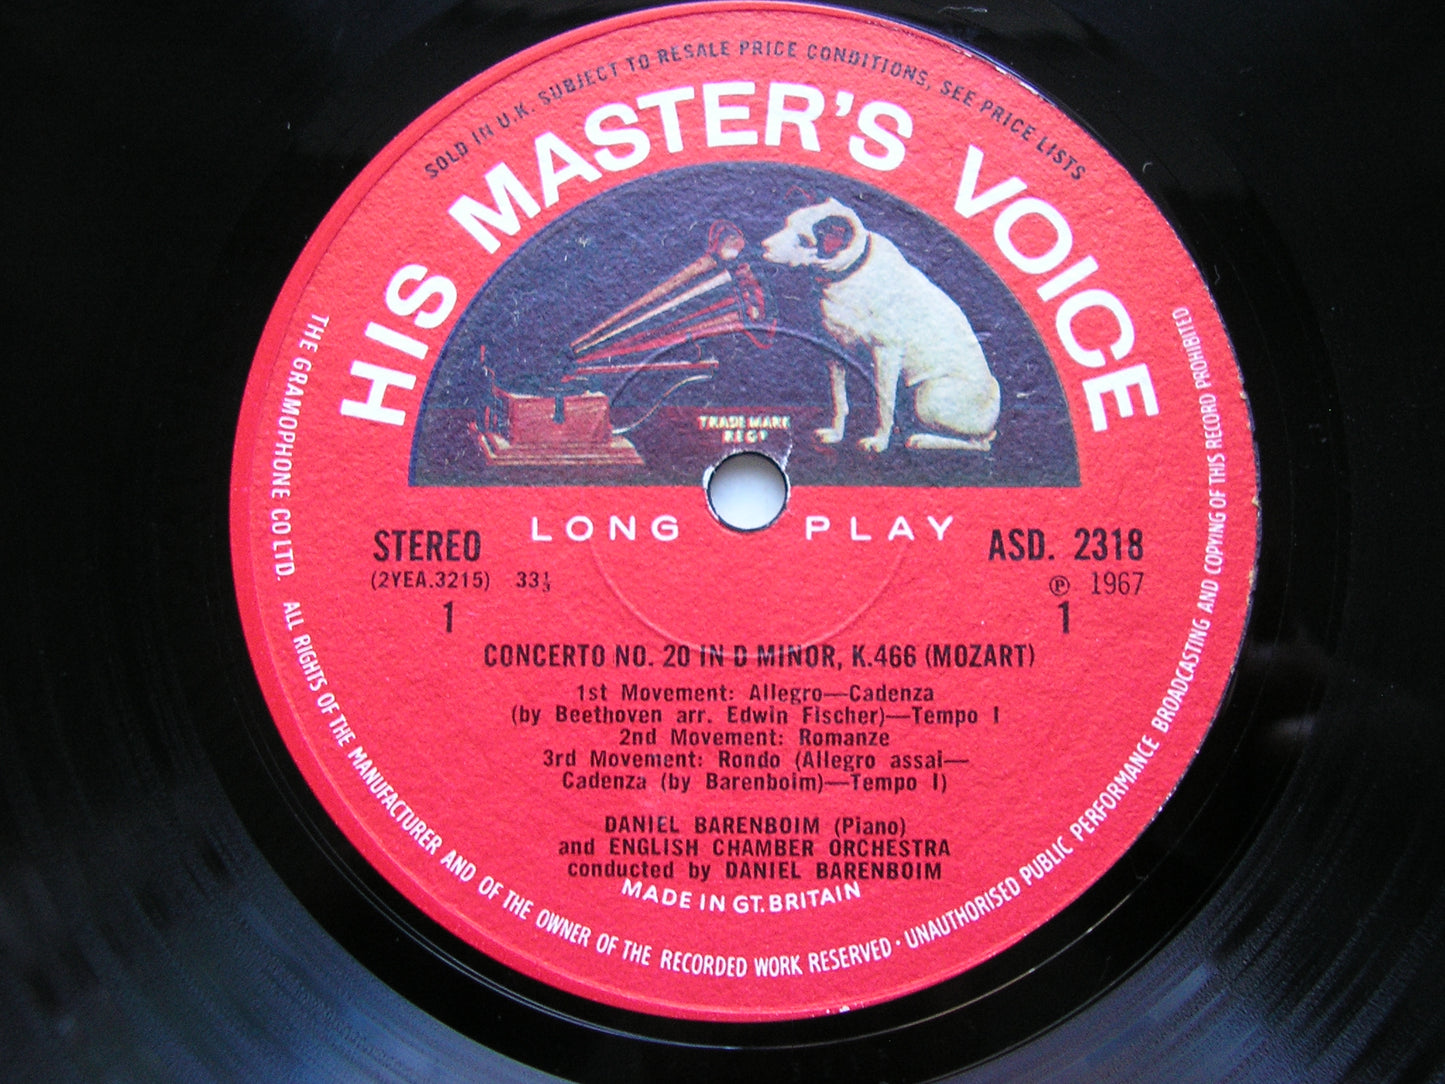 SOLD IN U.K. SUBJECT TO RESALE PRICE CONDITIONS, SEE PRICE LISTS
HIS MASTER'S VOICE
TRADE MARK
REGD
LONG PLAY
STEREO
(2YEA.3215) 33⅓
1
ASD. 2318
℗ 1967
1
CONCERTO NO. 20 IN D MINOR, K.466 (MOZART)
1st Movement: Allegro—Cadenza
(by Beethoven arr. Edwin Fischer)—Tempo I
2nd Movement: Romanze
3rd Movement: Rondo (Allegro assai—
Cadenza (by Barenboim)—Tempo I)
DANIEL BARENBOIM (Piano)
and ENGLISH CHAMBER ORCHESTRA
conducted by DANIEL BARENBOIM
MADE IN GT. BRITAIN
THE GRAMOPHONE CO LTD. ALL RIGHTS OF THE MANUFACTURER AND OF THE OWNER OF THE RECORDED WORK RESERVED · UNAUTHORISED PUBLIC PERFORMANCE BROADCASTING AND COPYING OF THIS RECORD PROHIBITED